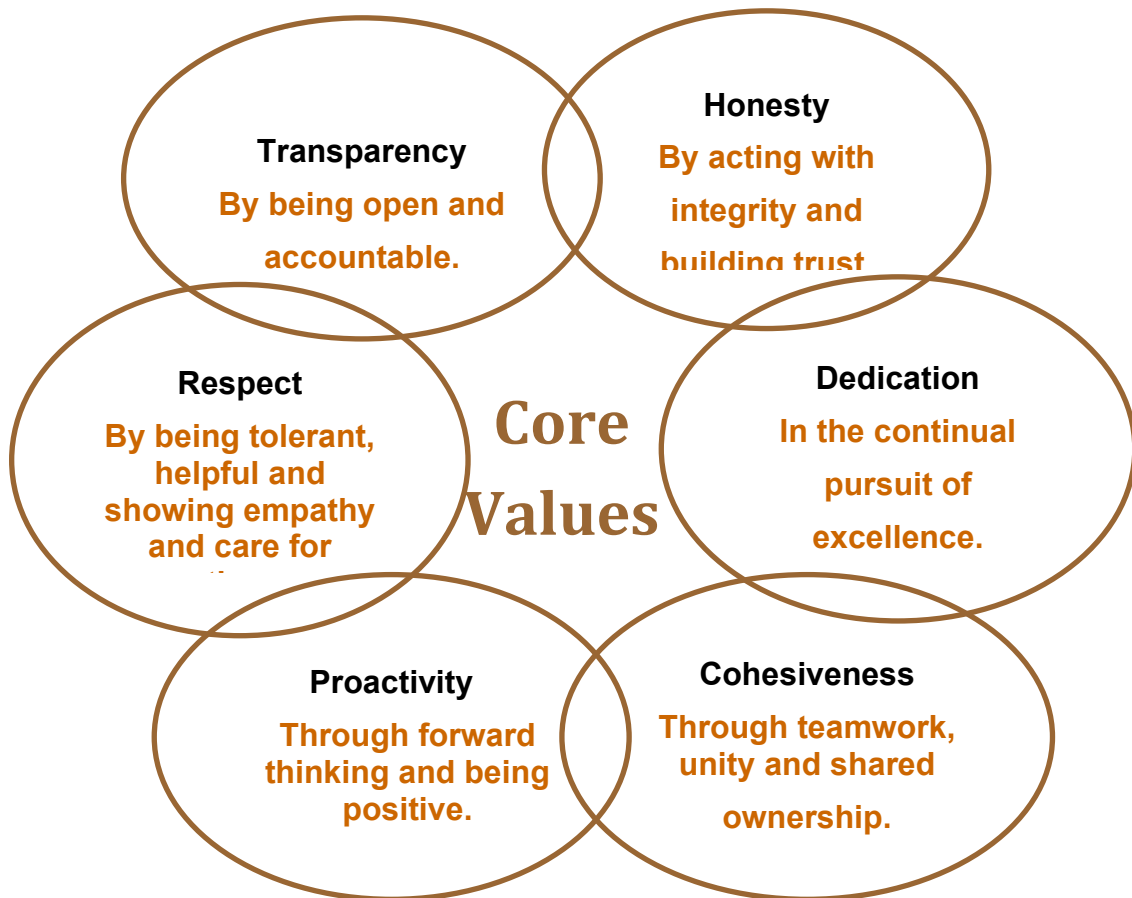 Transparency
By being open and
accountable.
Honesty
By acting with
integrity and
building trust
Respect
By being tolerant,
helpful and
showing empathy
and care for
Core
Values
Dedication
In the continual
pursuit of
excellence.
Proactivity
Through forward
thinking and being
positive.
Cohesiveness
Through teamwork,
unity and shared
ownership.